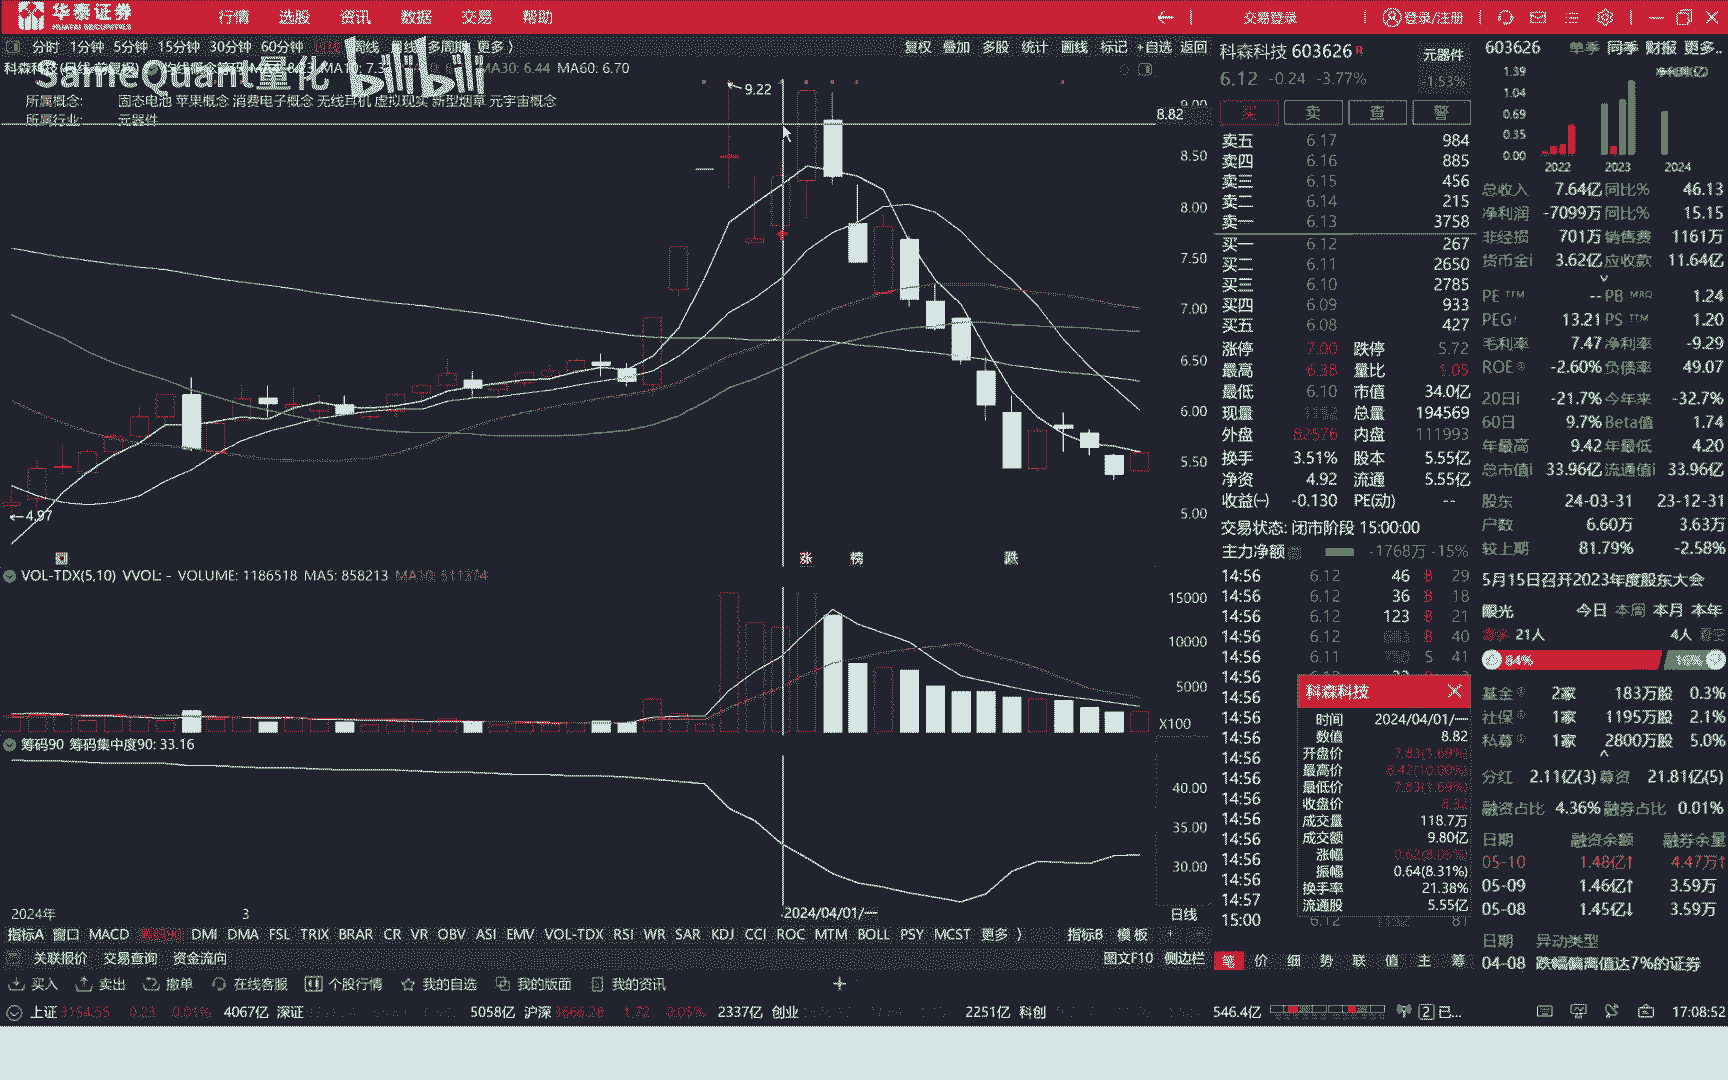 华泰证券 行情 选股 资讯 数据 交易 帮助 交易登录 登录/注册
HUATAI SECURITIES
分时 1分钟 5分钟 15分钟 30分钟 60分钟 日线 周线 月线 多周期 更多 》 复权 叠加 多股 统计 画线 标记 +自选 返回
MA30: 6.44 MA60: 6.70
SameQuant量化 bilibili
所属概念: 固态电池 苹果概念 消费电子概念 无线耳机 虚拟现实 新型烟草 元宇宙概念
所属行业: 元器件
9.22
9.00
8.82
8.50
8.00
7.50
7.00
6.50
6.00
5.50
5.00
4.97
涨 榜 跌
VOL-TDX(5,10) VVOL: - VOLUME: 1186518 MA5: 858213 MA10: 511374
15000
10000
5000
X100
筹码90 筹码集中度90: 33.16
40.00
35.00
30.00
2024年 3 2024/04/01/一 日线
指标A 窗口 MACD 筹码90 DMI DMA FSL TRIX BRAR CR VR OBV ASI EMV VOL-TDX RSI WR SAR KDJ CCI ROC MTM BOLL PSY MCST 更多 》 指标B 模板 + -
关联报价 交易查询 资金流向 图文F10 侧边栏
买入 卖出 撤单 在线客服 个股行情 我的自选 我的版面 我的资讯
上证 3154.55 0.23 0.01% 4067亿 深证 5058亿 沪深 3666.28 1.72 0.05% 2337亿 创业 2251亿 科创 546.4亿 2 已... 17:08:52
科森科技 603626 R 元器件
6.12 -0.24 -3.77% -1.53%
买 卖 查 警
卖五 6.17 984
卖四 6.16 885
卖三 6.15 456
卖二 6.14 215
卖一 6.13 3758
买一 6.12 267
买二 6.11 2650
买三 6.10 2785
买四 6.09 933
买五 6.08 427
涨停 7.00 跌停 5.72
最高 6.38 量比 1.05
最低 6.10 市值 34.0亿
现量 1152 总量 194569
外盘 82576 内盘 111993
换手 3.51% 股本 5.55亿
净资 4.92 流通 5.55亿
收益㈠ -0.130 PE(动) --
交易状态: 闭市阶段 15:00:00
主力净额 -1768万 -15%
14:56 6.12 46 B 29
14:56 6.12 36 B 18
14:56 6.12 123 B 21
14:56 6.12 B 40
14:56 6.11 S 41
14:56
14:56
14:56
14:56
14:56
14:56
14:56
14:56
14:56
14:56
14:56
14:57
15:00 6.12 1152 81
科森科技
时间 2024/04/01/一
数值 8.82
开盘价 7.83(1.69%)
最高价 8.47(10.00%)
最低价 7.83(1.69%)
收盘价 8.32
成交量 118.7万
成交额 9.80亿
涨幅 0.62(8.05%)
振幅 0.64(8.31%)
换手率 21.38%
流通股 5.55亿
笔 价 细 势 联 值 主 筹
603626 单季 同季 财报 更多..
净利润(亿)
1.39
1.04
0.69
0.35
0.00
2022 2023 2024
总收入 7.64亿 同比% 46.13
净利润 -7099万 同比% 15.15
非经损 701万 销售费 1161万
货币金i 3.62亿 应收款 11.64亿
PE TTM -- PB MRQ 1.24
PEG 13.21 PS TTM 1.20
毛利率 7.47 净利率 -9.29
ROE -2.60% 负债率 49.07
20日i -21.7% 今年来 -32.7%
60日 9.7% Beta值 1.74
年最高 9.42 年最低 4.20
总市值i 33.96亿 流通值i 33.96亿
股东 24-03-31 23-12-31
户数 6.60万 3.63万
较上期 81.79% -2.58%
5月15日召开2023年度股东大会
曝光 今日 本周 本月 本年
看多 21人 4人 看空
84% 16%
基金 2家 183万股 0.3%
社保 1家 1195万股 2.1%
私募 1家 2800万股 5.0%
分红 2.11亿(3) 募资 21.81亿(5)
融资占比 4.36% 融券占比 0.01%
日期 融资余额 融券余量
05-10 1.48亿↑ 4.47万↑
05-09 1.46亿↑ 3.59万
05-08 1.45亿↓ 3.59万
日期 异动类型
04-08 跌幅偏离值达7%的证券